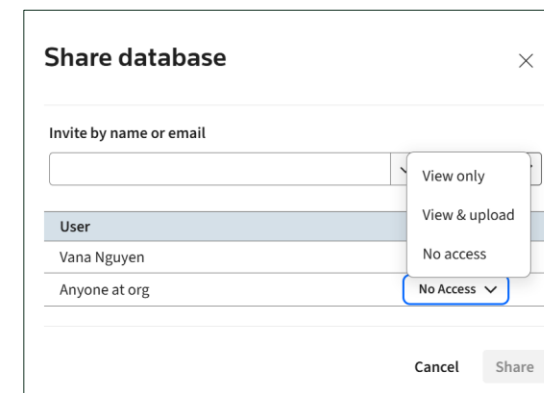 Share database
Invite by name or email
View only
View & upload
No access
User
Vana Nguyen
Anyone at org
No Access
Cancel
Share